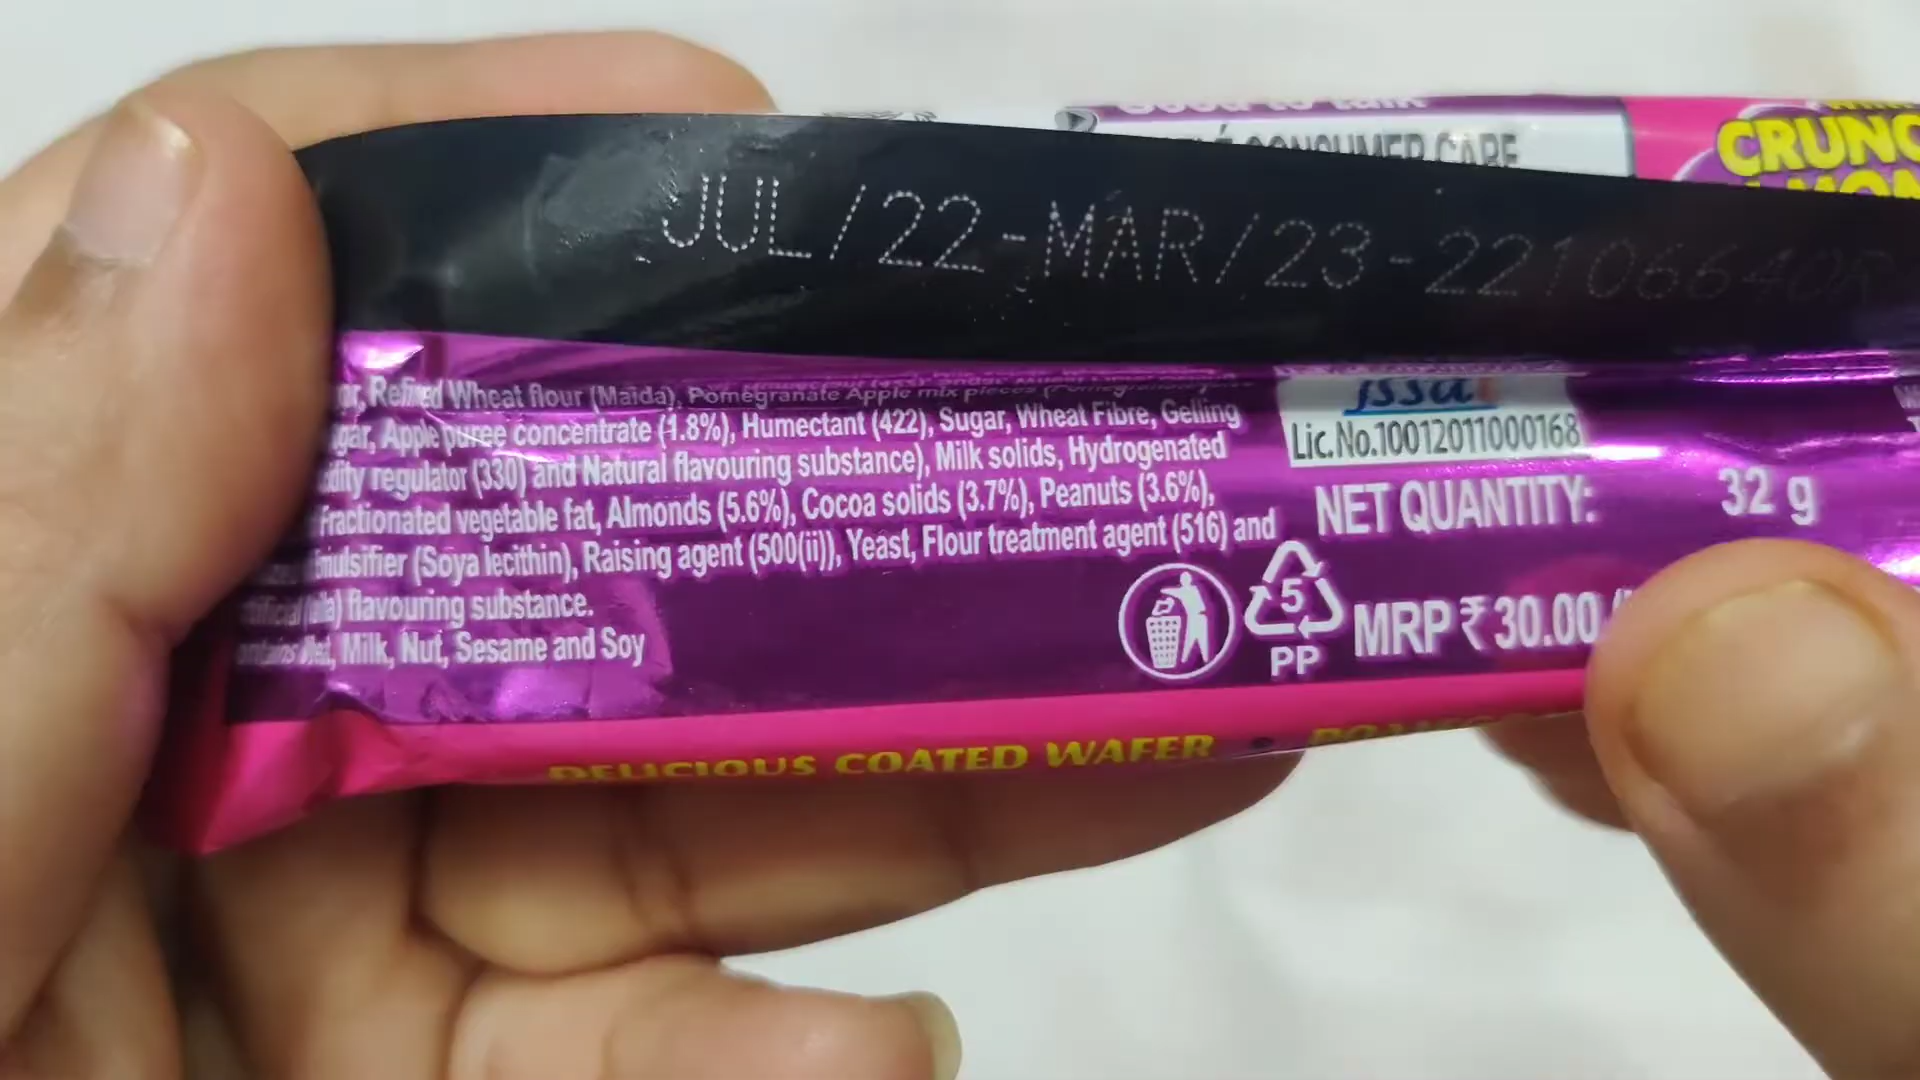 CONSUMER CARE
CRUNC
JUL/22-MAR/23-22106640R
Refined Wheat flour (Maida), Pomegranate Apple mix pieces
Apple puree concentrate (1.8%), Humectant (422), Sugar, Wheat Fibre, Gelling
regulator (330) and Natural flavouring substance), Milk solids, Hydrogenated
Fractionated vegetable fat, Almonds (5.6%), Cocoa solids (3.7%), Peanuts (3.6%),
(Soya lecithin), Raising agent (500(ii)), Yeast, Flour treatment agent (516) and
flavouring substance.
Milk, Nut, Sesame and Soy
fssai
Lic.No.10012011000168
NET QUANTITY: 32 g
5
PP
MRP ₹ 30.00
DELICIOUS COATED WAFER •